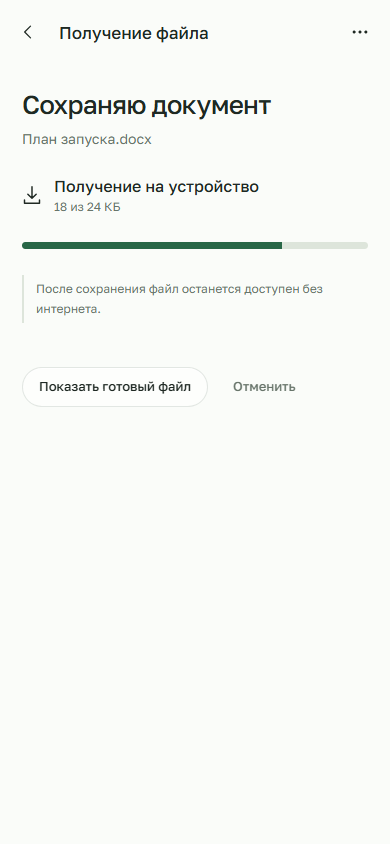 Получение файла
Сохраняю документ
План запуска.docx
Получение на устройство
18 из 24 КБ
После сохранения файл останется доступен без
интернета.
Показать готовый файл
Отменить